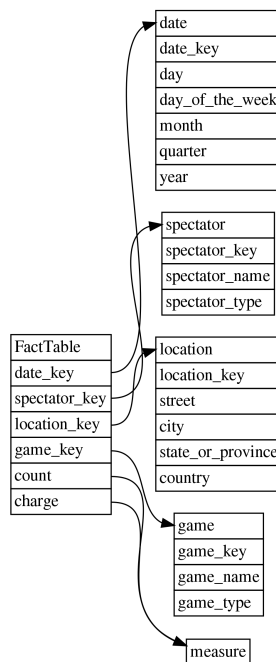 date
date_key
day
day_of_the_week
month
quarter
year
spectator
spectator_key
spectator_name
spectator_type
FactTable
date_key
spectator_key
location_key
game_key
count
charge
location
location_key
street
city
state_or_province
country
game
game_key
game_name
game_type
measure